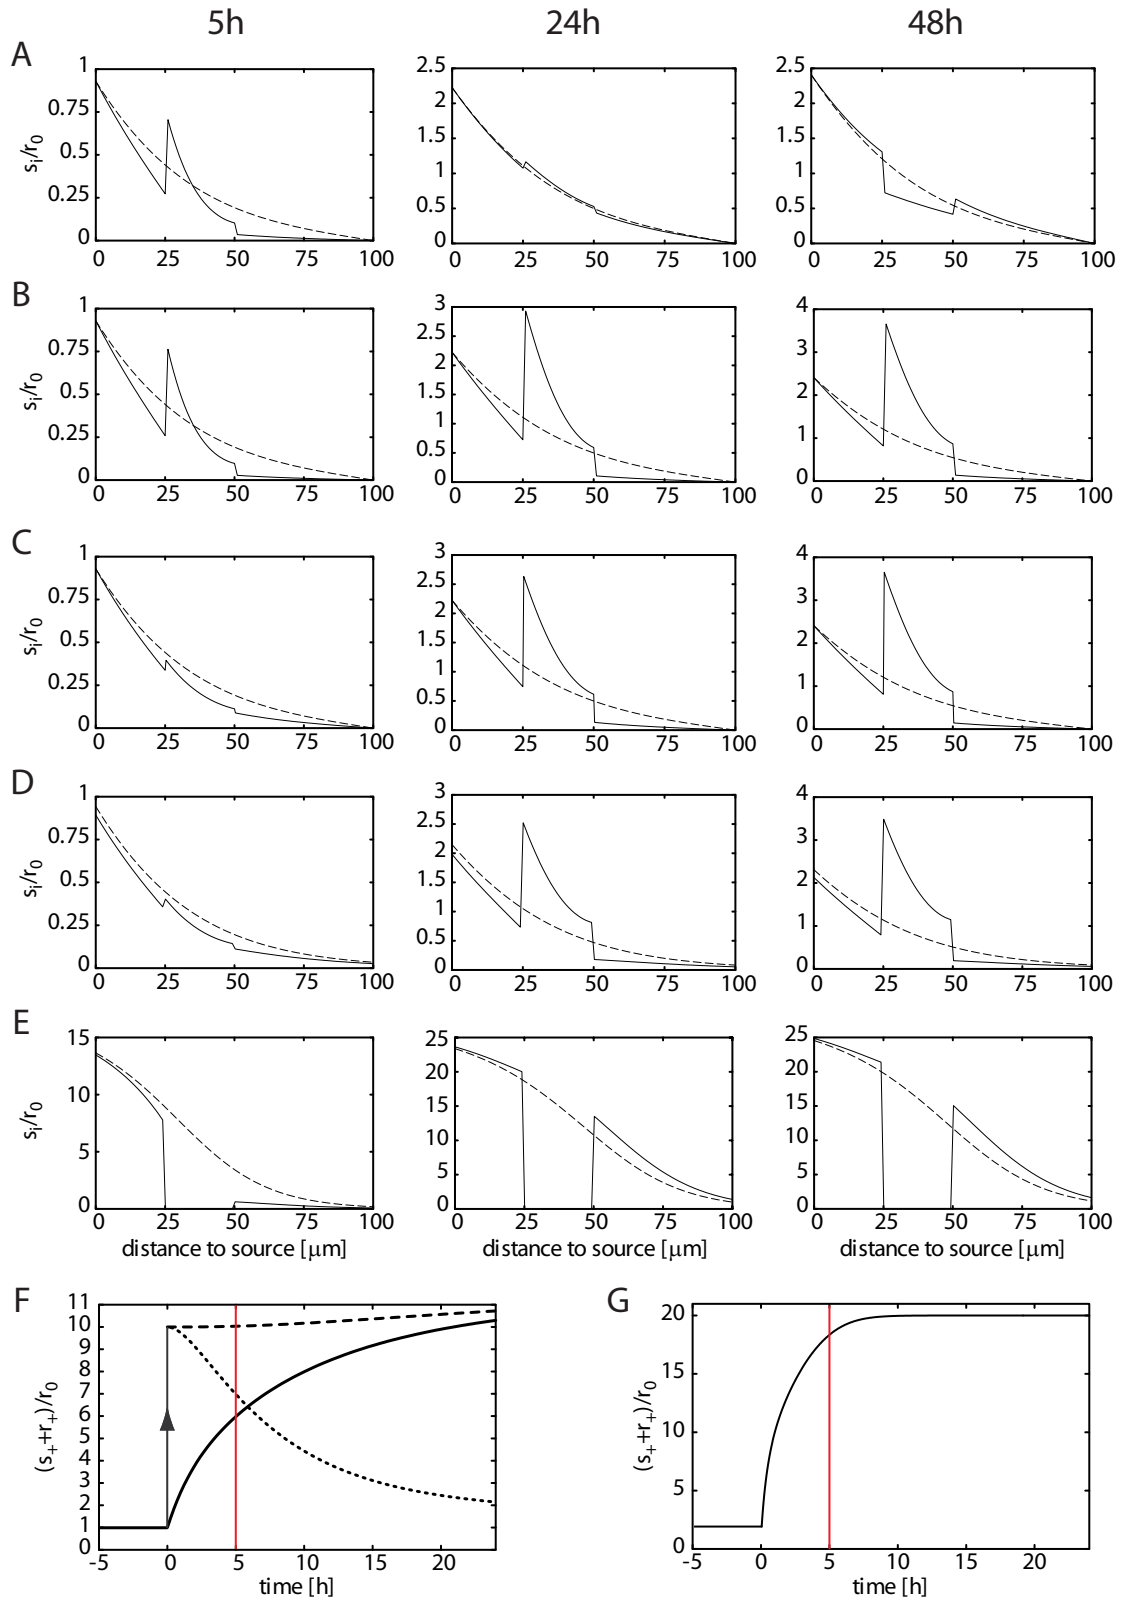 5h 24h 48h
A
1 0.75 0.5 0.25 0
s_i/r_0
0 25 50 75 100
2.5 2 1.5 1 0.5 0
0 25 50 75 100
2.5 2 1.5 1 0.5 0
0 25 50 75 100
B
1 0.75 0.5 0.25 0
s_i/r_0
0 25 50 75 100
3 2.5 2 1.5 1 0.5 0
0 25 50 75 100
4 3 2 1 0
0 25 50 75 100
C
1 0.75 0.5 0.25 0
s_i/r_0
0 25 50 75 100
3 2.5 2 1.5 1 0.5 0
0 25 50 75 100
4 3 2 1 0
0 25 50 75 100
D
1 0.75 0.5 0.25 0
s_i/r_0
0 25 50 75 100
3 2.5 2 1.5 1 0.5 0
0 25 50 75 100
4 3 2 1 0
0 25 50 75 100
E
15 10 5 0
s_i/r_0
0 25 50 75 100
distance to source [μm]
25 20 15 10 5 0
0 25 50 75 100
distance to source [μm]
25 20 15 10 5 0
0 25 50 75 100
distance to source [μm]
F
11 10 9 8 7 6 5 4 3 2 1 0
(s_++r_+)/r_0
-5 0 5 10 15 20
time [h]
G
20 15 10 5 0
(s_++r_+)/r_0
-5 0 5 10 15 20
time [h]